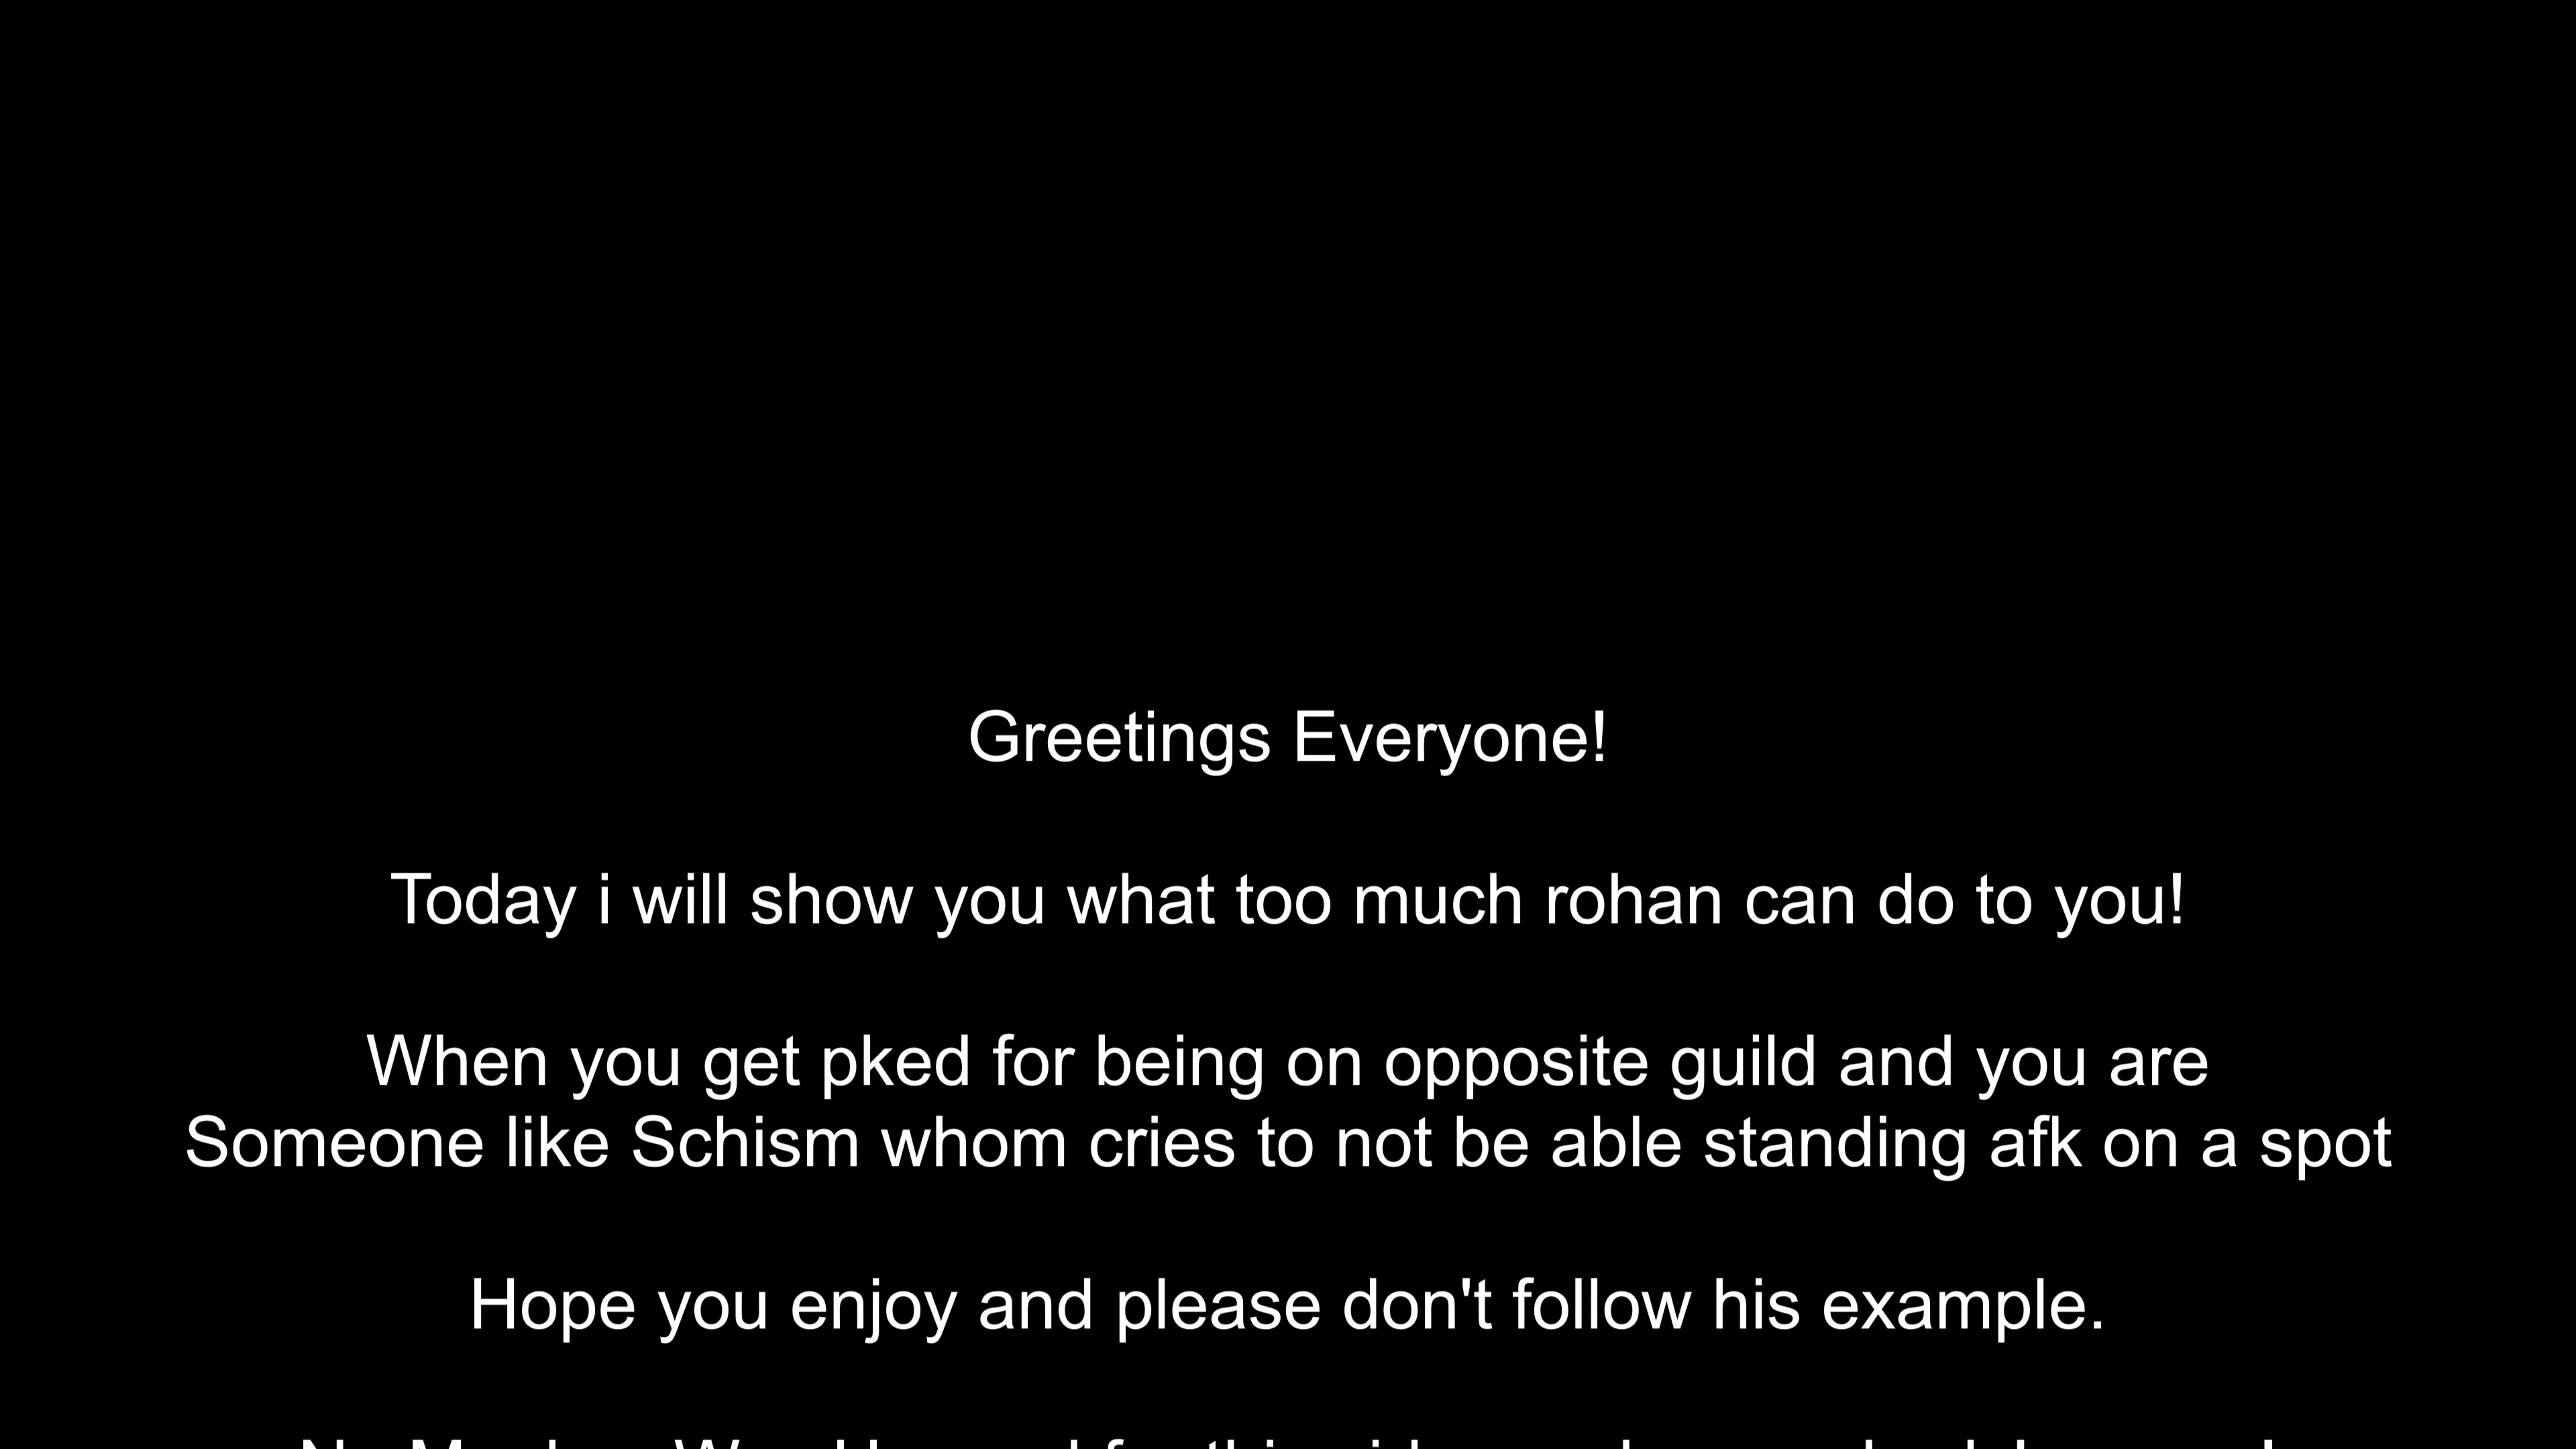 Greetings Everyone!
Today i will show you what too much rohan can do to you!
When you get pked for being on opposite guild and you are
Someone like Schism whom cries to not be able standing afk on a spot
Hope you enjoy and please don't follow his example.